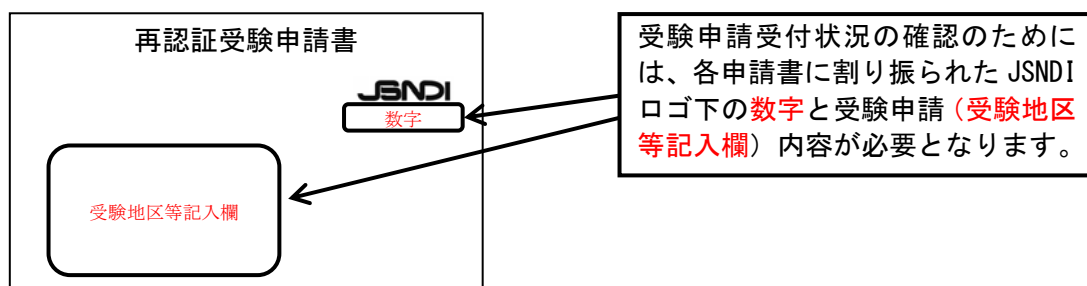 再認証受験申請書
JSNDI
数字
受験地区等記入欄
受験申請受付状況の確認のために
は、各申請書に割り振られた JSNDI
ロゴ下の数字と受験申請（受験地区
等記入欄）内容が必要となります。